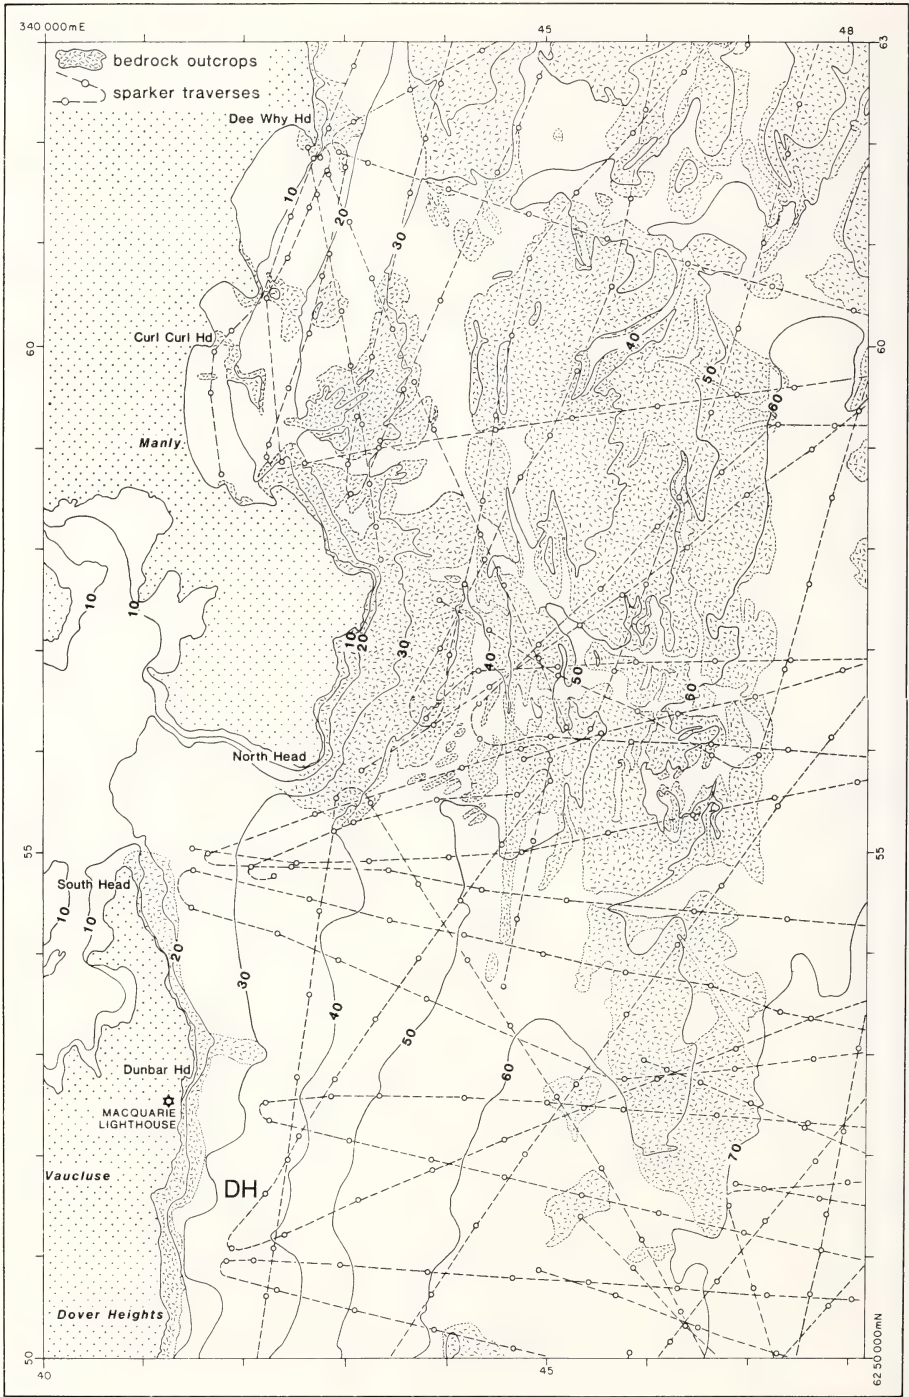 340 000mE
45
48
63
bedrock outcrops
sparker traverses
Dee Why Hd
10
20
30
Curl Curl Hd
60
40
60
50
60
Manly
10
10
10
20
30
40
50
60
North Head
55
55
South Head
10
10
20
30
40
50
60
Dunbar Hd
MACQUARIE
LIGHTHOUSE
70
Vaucluse
DH
Dover Heights
50
40
45
62 50 000mN